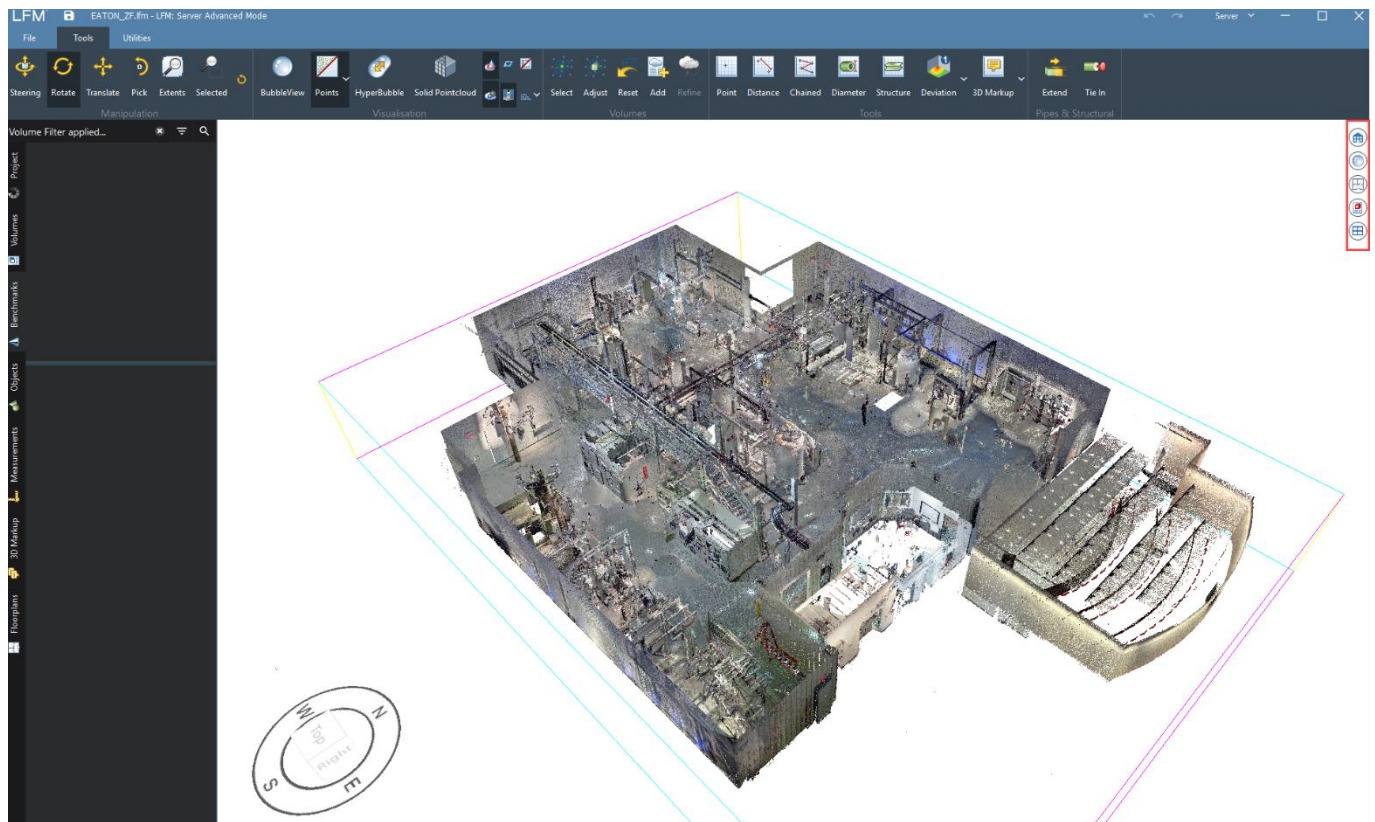 LFM EATON_ZF.lfm - LFM: Server Advanced Mode Server
File Tools Utilities
Steering Rotate Translate Pick Extents Selected BubbleView Points HyperBubble Solid Pointcloud Select Adjust Reset Add Refine Point Distance Chained Diameter Structure Deviation 3D Markup Extend Tie In
Manipulation Visualisation Volumes Tools Pipes & Structural
Volume Filter applied...
Project
Volumes
Benchmarks
Objects
Measurements
3D Markup
Floorplans
W N
Top
Right
S E